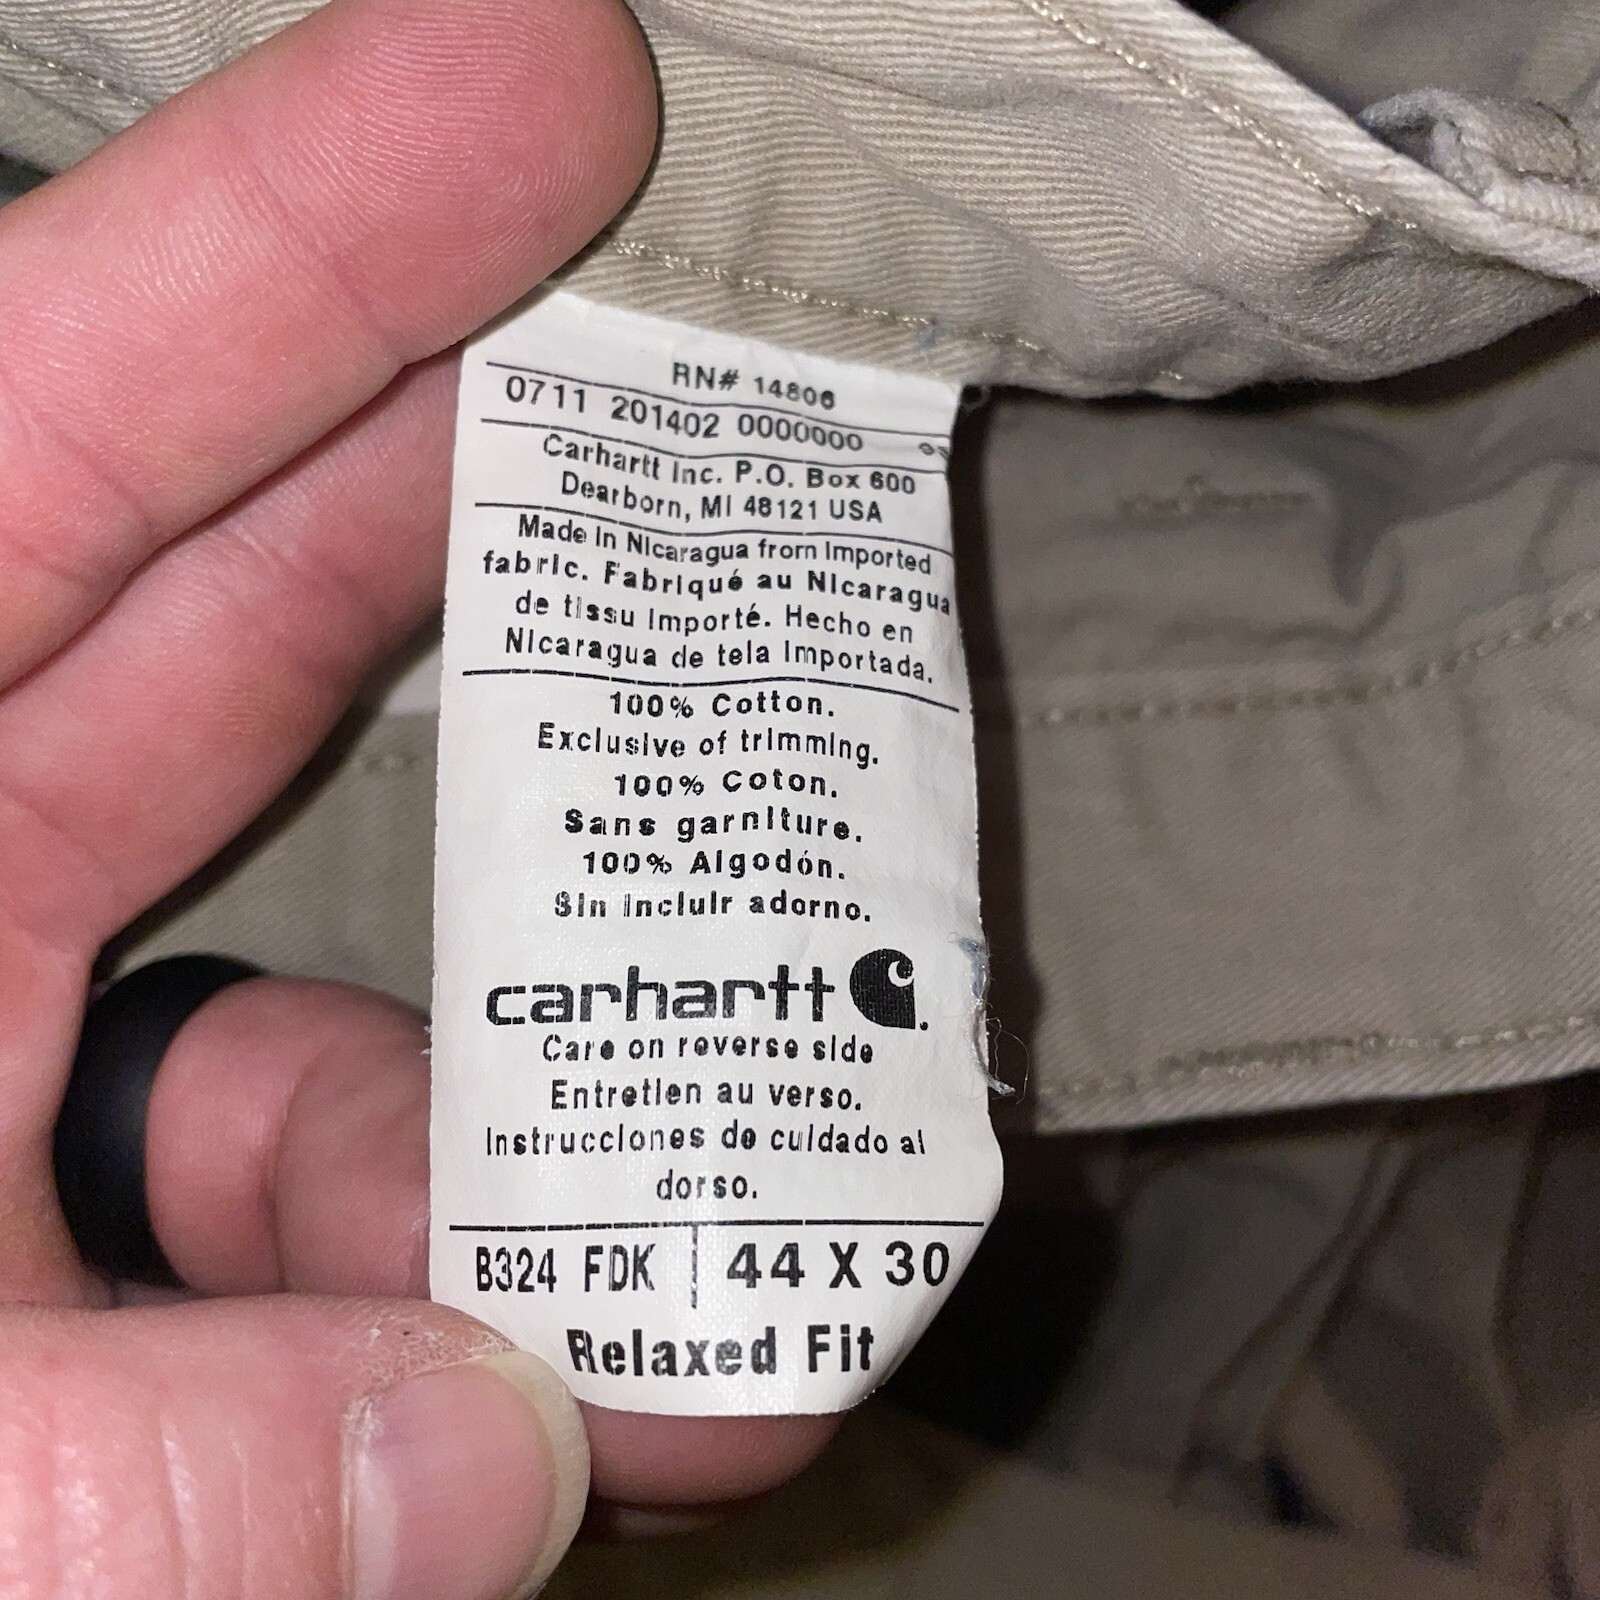 RN# 14806
0711 201402 0000000
Carhartt Inc. P.O. Box 600
Dearborn, MI 48121 USA
Made in Nicaragua from Imported
fabric. Fabriqué au Nicaragua
de tissu importé. Hecho en
Nicaragua de tela importada.
100% Cotton.
Exclusive of trimming.
100% Coton.
Sans garniture.
100% Algodón.
Sin incluir adorno.
carhartt
Care on reverse side
Entretien au verso.
Instrucciones de cuidado al
dorso.
B324 FDK | 44 X 30
Relaxed Fit